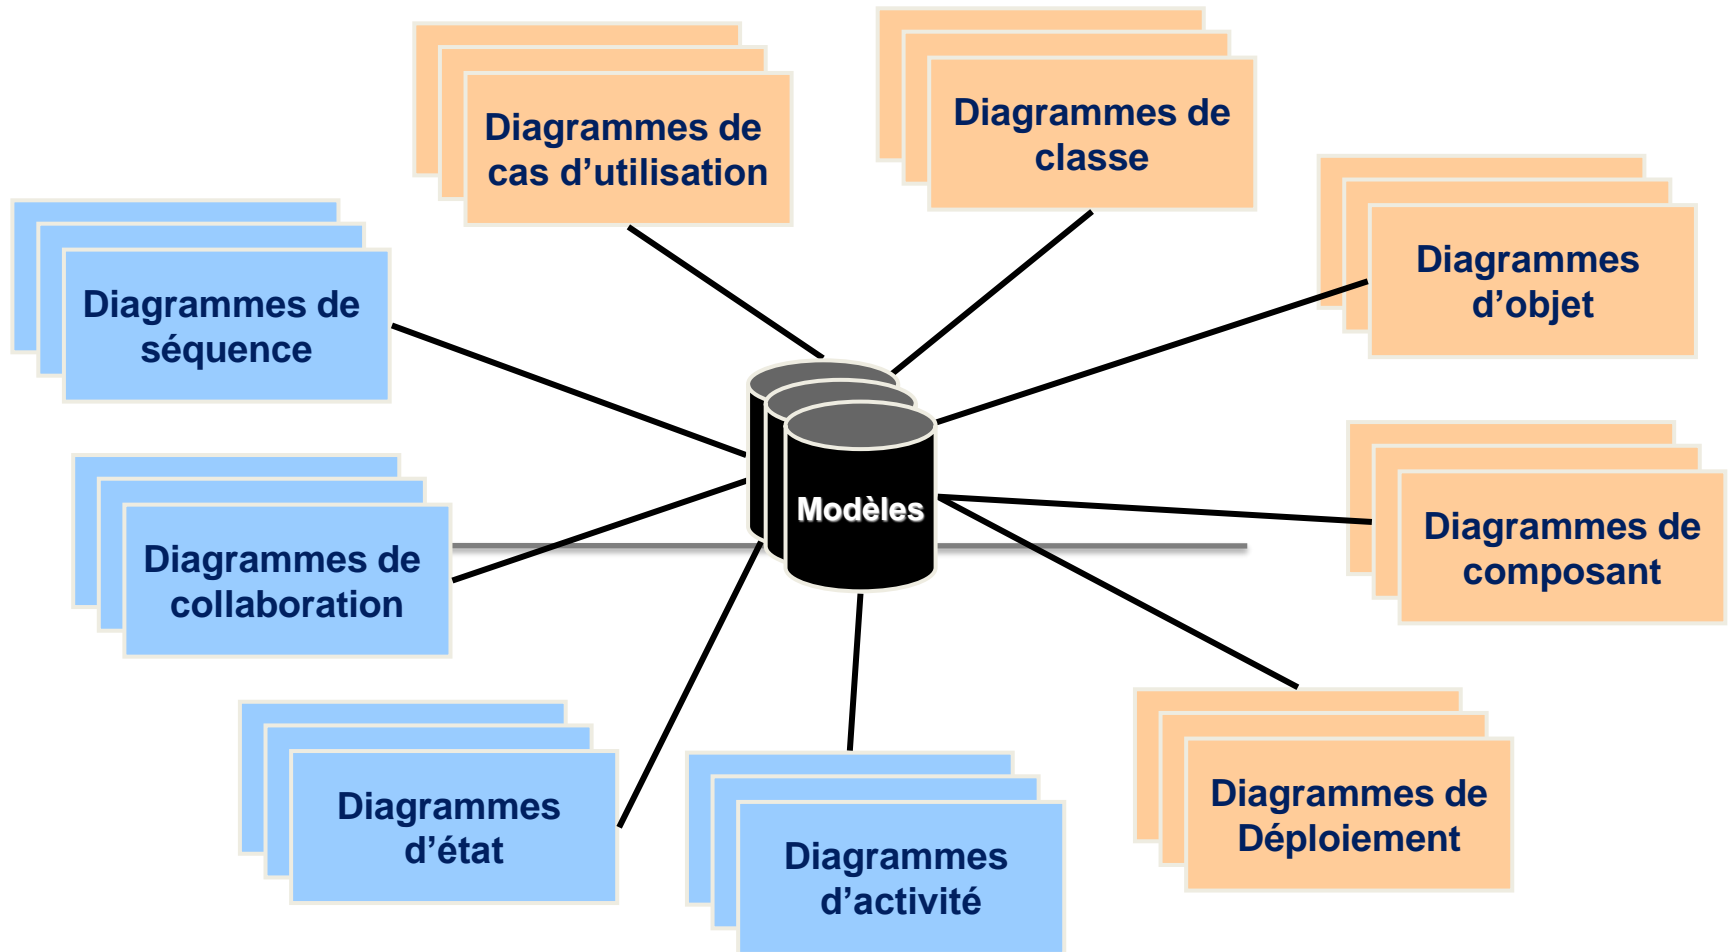 Diagrammes de
cas d’utilisation
Diagrammes de
classe
Diagrammes
d’objet
Diagrammes de
séquence
Modèles
Diagrammes de
composant
Diagrammes de
collaboration
Diagrammes
d’état
Diagrammes
d’activité
Diagrammes de
Déploiement